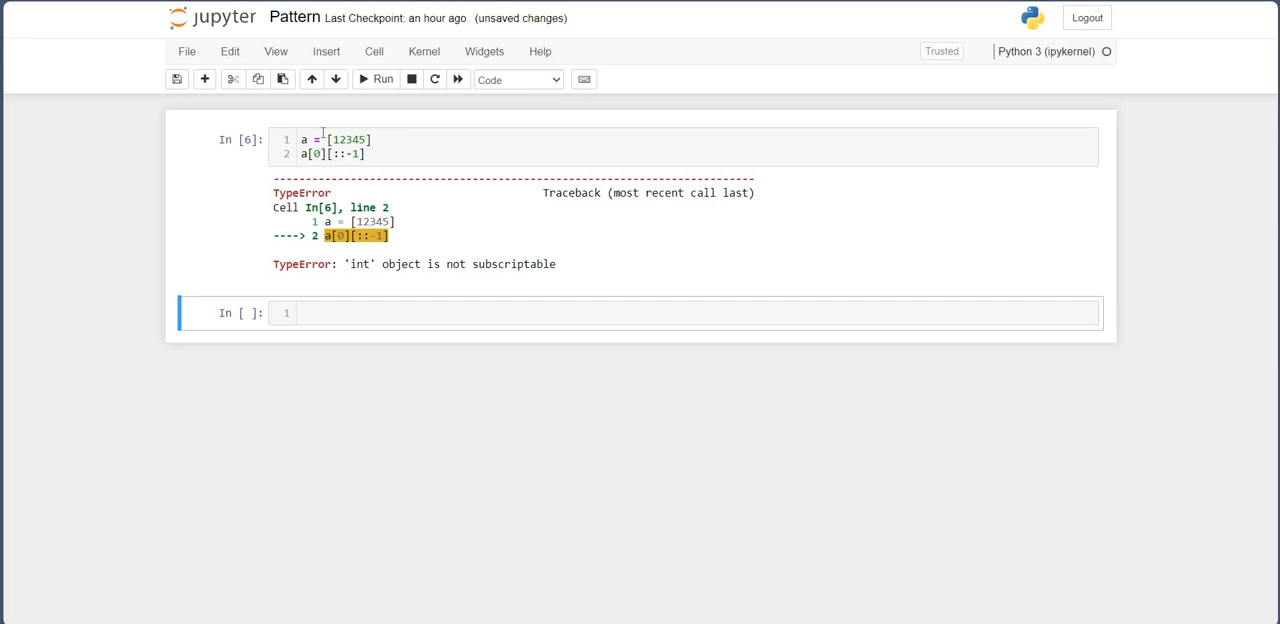 jupyter Pattern Last Checkpoint: an hour ago (unsaved changes) Logout
File Edit View Insert Cell Kernel Widgets Help Trusted Python 3 (ipykernel)
Run Code
In [6]: 1 a = [12345]
2 a[0][::-1]
---------------------------------------------------------------------------
TypeError Traceback (most recent call last)
Cell In[6], line 2
1 a = [12345]
----> 2 a[0][::-1]
TypeError: 'int' object is not subscriptable
In [ ]: 1